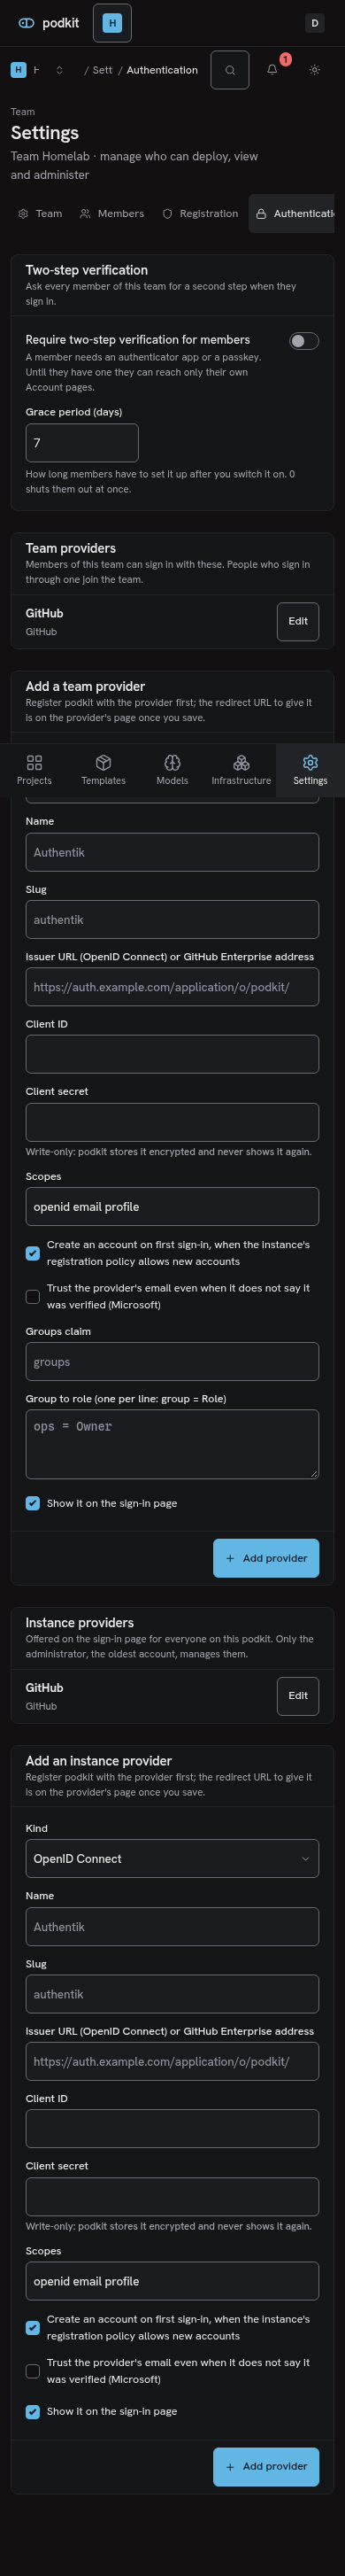 podkit
H
D
H
/ Sett / Authentication
1
Team
Settings
Team Homelab · manage who can deploy, view
and administer
Team
Members
Registration
Two-step verification
Ask every member of this team for a second step when they
sign in.
Require two-step verification for members
A member needs an authenticator app or a passkey.
Until they have one they can reach only their own
Account pages.
Grace period (days)
7
How long members have to set it up after you switch it on. 0
shuts them out at once.
Team providers
Members of this team can sign in with these. People who sign in
through one join the team.
GitHub
GitHub
Edit
Add a team provider
Register podkit with the provider first; the redirect URL to give it
is on the provider's page once you save.
Projects
Templates
Models
Infrastructure
Settings
Name
Authentik
Slug
authentik
Issuer URL (OpenID Connect) or GitHub Enterprise address
https://auth.example.com/application/o/podkit/
Client ID
Client secret
Write-only: podkit stores it encrypted and never shows it again.
Scopes
openid email profile
Create an account on first sign-in, when the instance's
registration policy allows new accounts
Trust the provider's email even when it does not say it
was verified (Microsoft)
Groups claim
groups
Group to role (one per line: group = Role)
ops = Owner
Show it on the sign-in page
+ Add provider
Instance providers
Offered on the sign-in page for everyone on this podkit. Only the
administrator, the oldest account, manages them.
GitHub
GitHub
Edit
Add an instance provider
Register podkit with the provider first; the redirect URL to give it
is on the provider's page once you save.
Kind
OpenID Connect
Name
Authentik
Slug
authentik
Issuer URL (OpenID Connect) or GitHub Enterprise address
https://auth.example.com/application/o/podkit/
Client ID
Client secret
Write-only: podkit stores it encrypted and never shows it again.
Scopes
openid email profile
Create an account on first sign-in, when the instance's
registration policy allows new accounts
Trust the provider's email even when it does not say it
was verified (Microsoft)
Show it on the sign-in page
+ Add provider